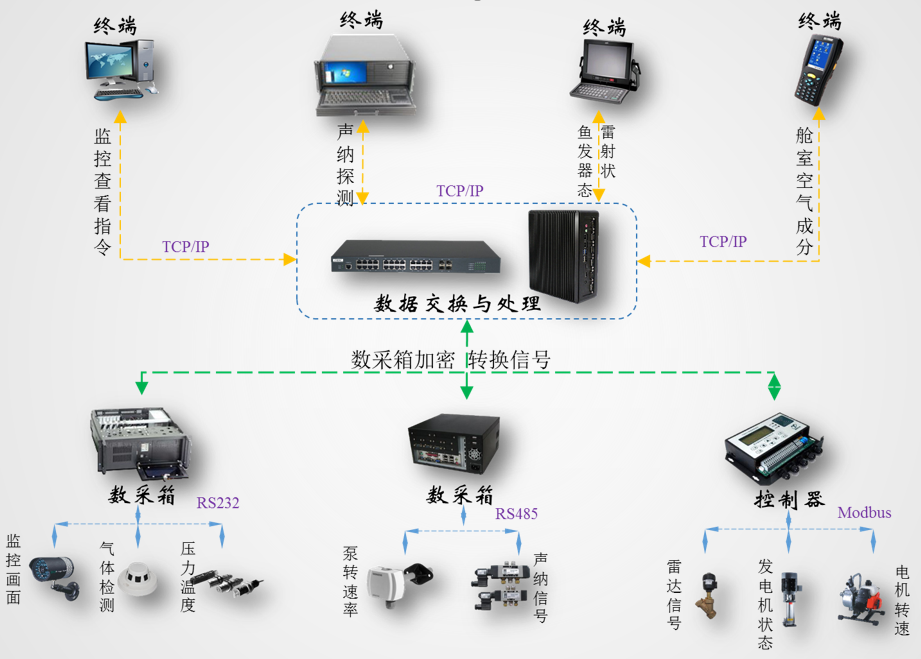 终端
终端
终端
终端
监控查看指令
声纳探测
鱼发器态
雷射状
舱室空气成分
TCP/IP
TCP/IP
TCP/IP
数据交换与处理
数采箱加密 转换信号
数采箱
数采箱
控制器
RS232
RS485
Modbus
监控画面
气体检测
压力温度
泵转速率
声纳信号
雷达信号
发电机状态
电机转速